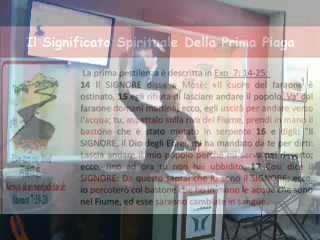 Il Significato Spirituale Della Prima Piaga
La prima pestilenza è descritta in Exo 7: 14-25:
14 Il SIGNORE disse a Mosè: «Il cuore del faraone è
ostinato, 15 egli rifiuta di lasciare andare il popolo. Va' dal
faraone domani mattina; ecco, egli uscirà per andare verso
l'acqua; tu, aspettalo sulla riva del Fiume, prendi in mano il
bastone che è stato mutato in serpente 16 e digli: "Il
SIGNORE, il Dio degli Ebrei, mi ha mandato da te per dirti:
Lascia andare il mio popolo perché mi serva nel deserto;
ecco, fino ad ora tu non hai ubbidito. 17 Così dice il
SIGNORE: Da questo saprai che io sono il SIGNORE; ecco,
io percoterò col bastone che ho in mano le acque che sono
nel Fiume, ed esse saranno cambiate in sangue.
Airnya akan menjadi darah